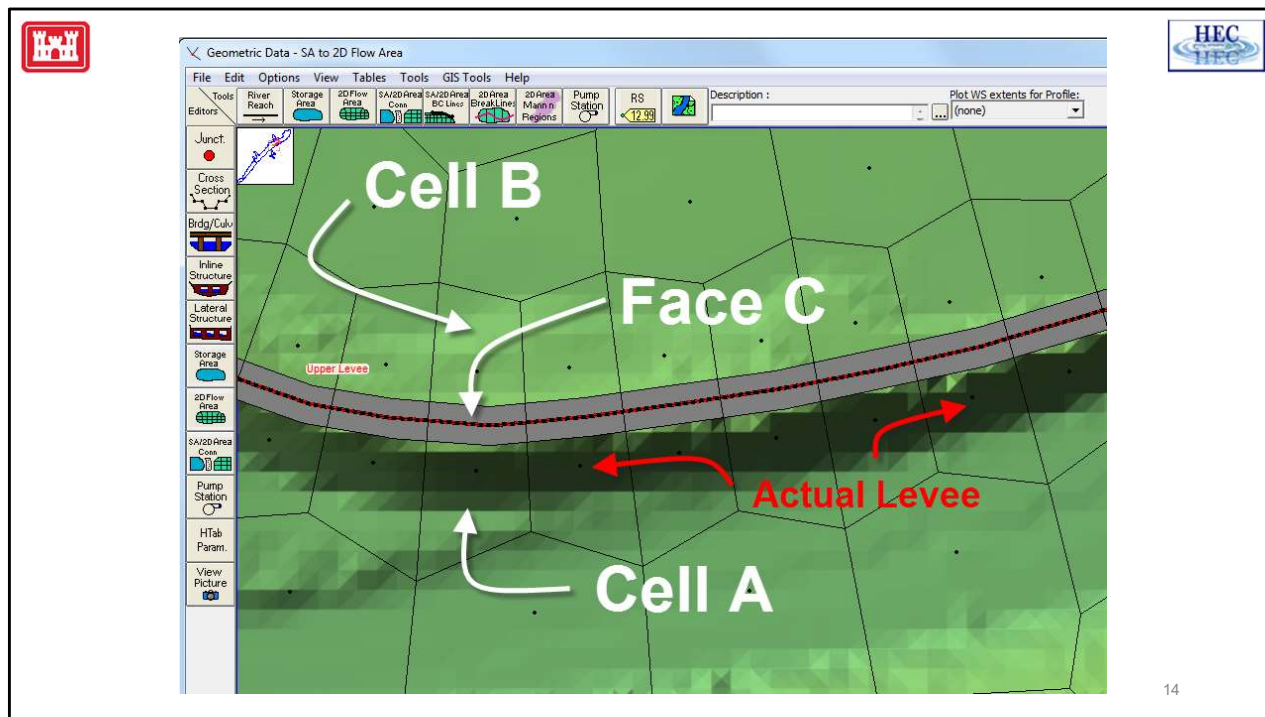 HEC
HEC
Geometric Data - SA to 2D Flow Area
File Edit Options View Tables Tools GIS Tools Help
Tools
Editors
River Reach
Storage Area
2D Flow Area
SA/2D Area Conn
SA/2D Area BC Lines
2D Area BreakLines
2D Area Mann n Regions
Pump Station
RS
12.99
Description :
...
Plot WS extents for Profile:
(none)
Junct.
Cross Section
Brdg/Culv
Inline Structure
Lateral Structure
Storage Area
2D Flow Area
SA/2D Area Conn
Pump Station
HTab Param.
View Picture
Cell B
Face C
Upper Levee
Actual Levee
Cell A
14